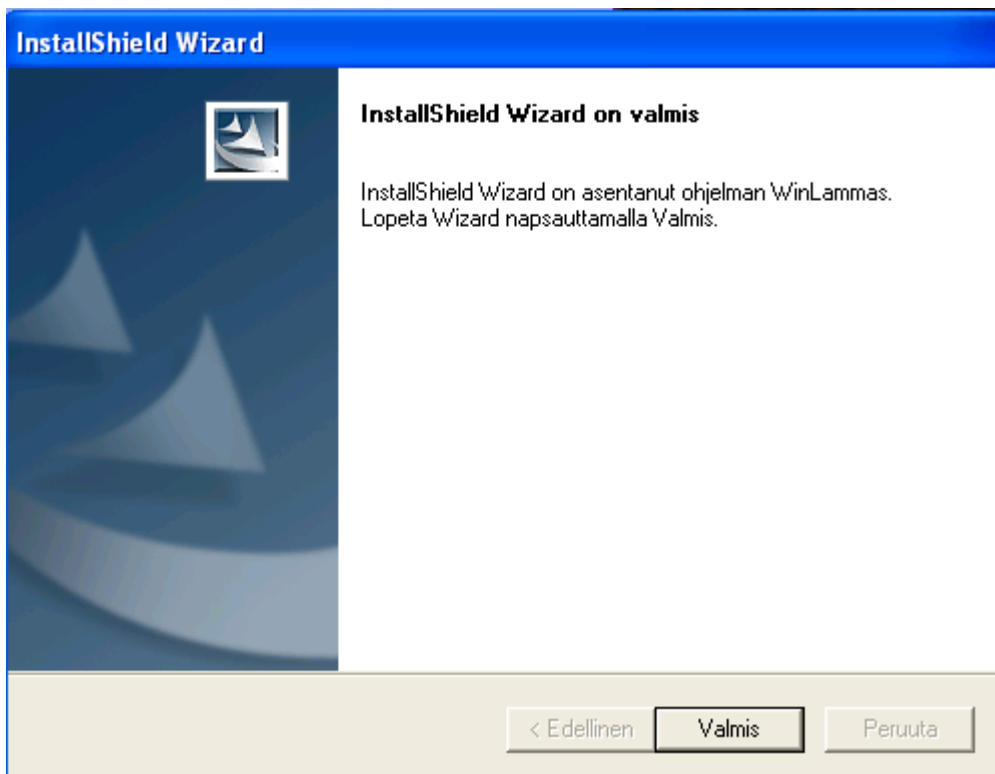 InstallShield Wizard
InstallShield Wizard on valmis
InstallShield Wizard on asentanut ohjelman WinLammas.
Lopeta Wizard napsauttamalla Valmis.
< Edellinen
Valmis
Peruuta